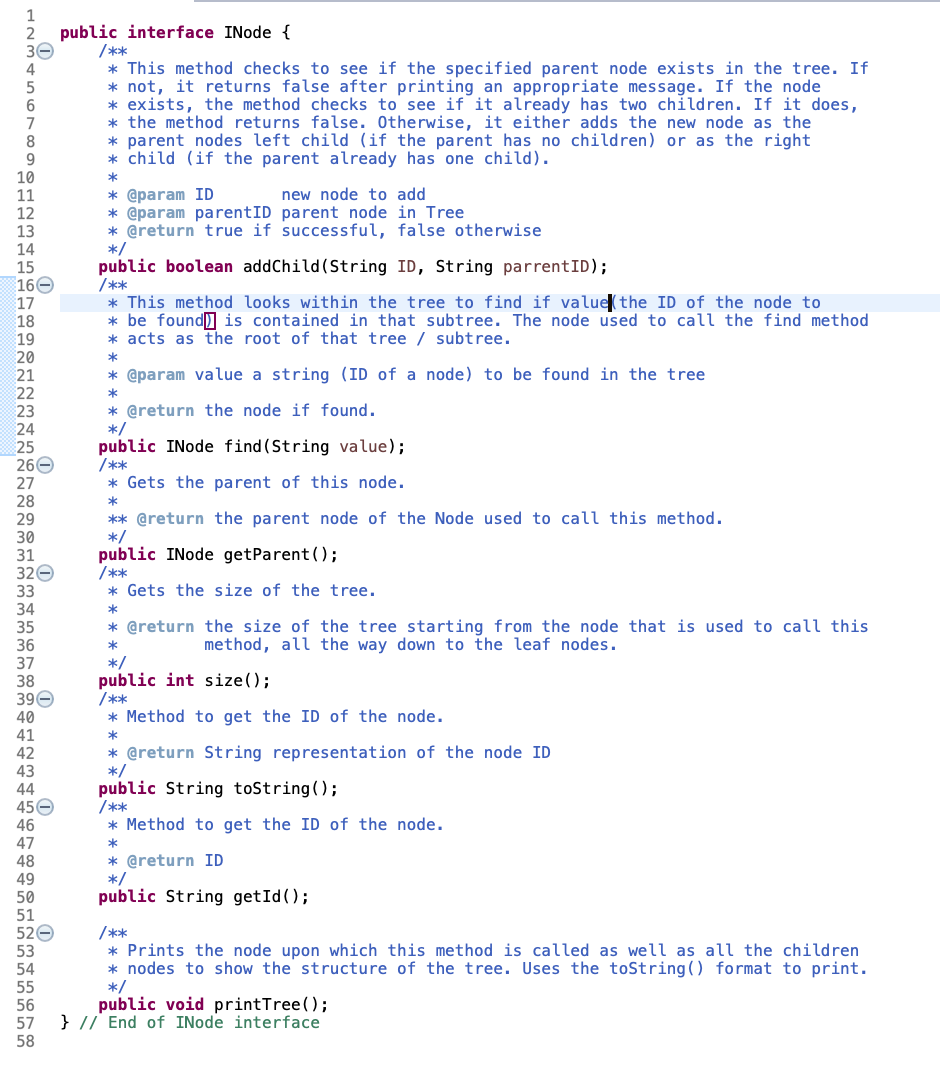 1
2 public interface INode {
3 /**
4 * This method checks to see if the specified parent node exists in the tree. If
5 * not, it returns false after printing an appropriate message. If the node
6 * exists, the method checks to see if it already has two children. If it does,
7 * the method returns false. Otherwise, it either adds the new node as the
8 * parent nodes left child (if the parent has no children) or as the right
9 * child (if the parent already has one child).
10 *
11 * @param ID       new node to add
12 * @param parentID parent node in Tree
13 * @return true if successful, false otherwise
14 */
15 public boolean addChild(String ID, String parrentID);
16 /**
17 * This method looks within the tree to find if value(the ID of the node to
18 * be found) is contained in that subtree. The node used to call the find method
19 * acts as the root of that tree / subtree.
20 *
21 * @param value a string (ID of a node) to be found in the tree
22 *
23 * @return the node if found.
24 */
25 public INode find(String value);
26 /**
27 * Gets the parent of this node.
28 *
29 ** @return the parent node of the Node used to call this method.
30 */
31 public INode getParent();
32 /**
33 * Gets the size of the tree.
34 *
35 * @return the size of the tree starting from the node that is used to call this
36 *         method, all the way down to the leaf nodes.
37 */
38 public int size();
39 /**
40 * Method to get the ID of the node.
41 *
42 * @return String representation of the node ID
43 */
44 public String toString();
45 /**
46 * Method to get the ID of the node.
47 *
48 * @return ID
49 */
50 public String getId();
51
52 /**
53 * Prints the node upon which this method is called as well as all the children
54 * nodes to show the structure of the tree. Uses the toString() format to print.
55 */
56 public void printTree();
57 } // End of INode interface
58